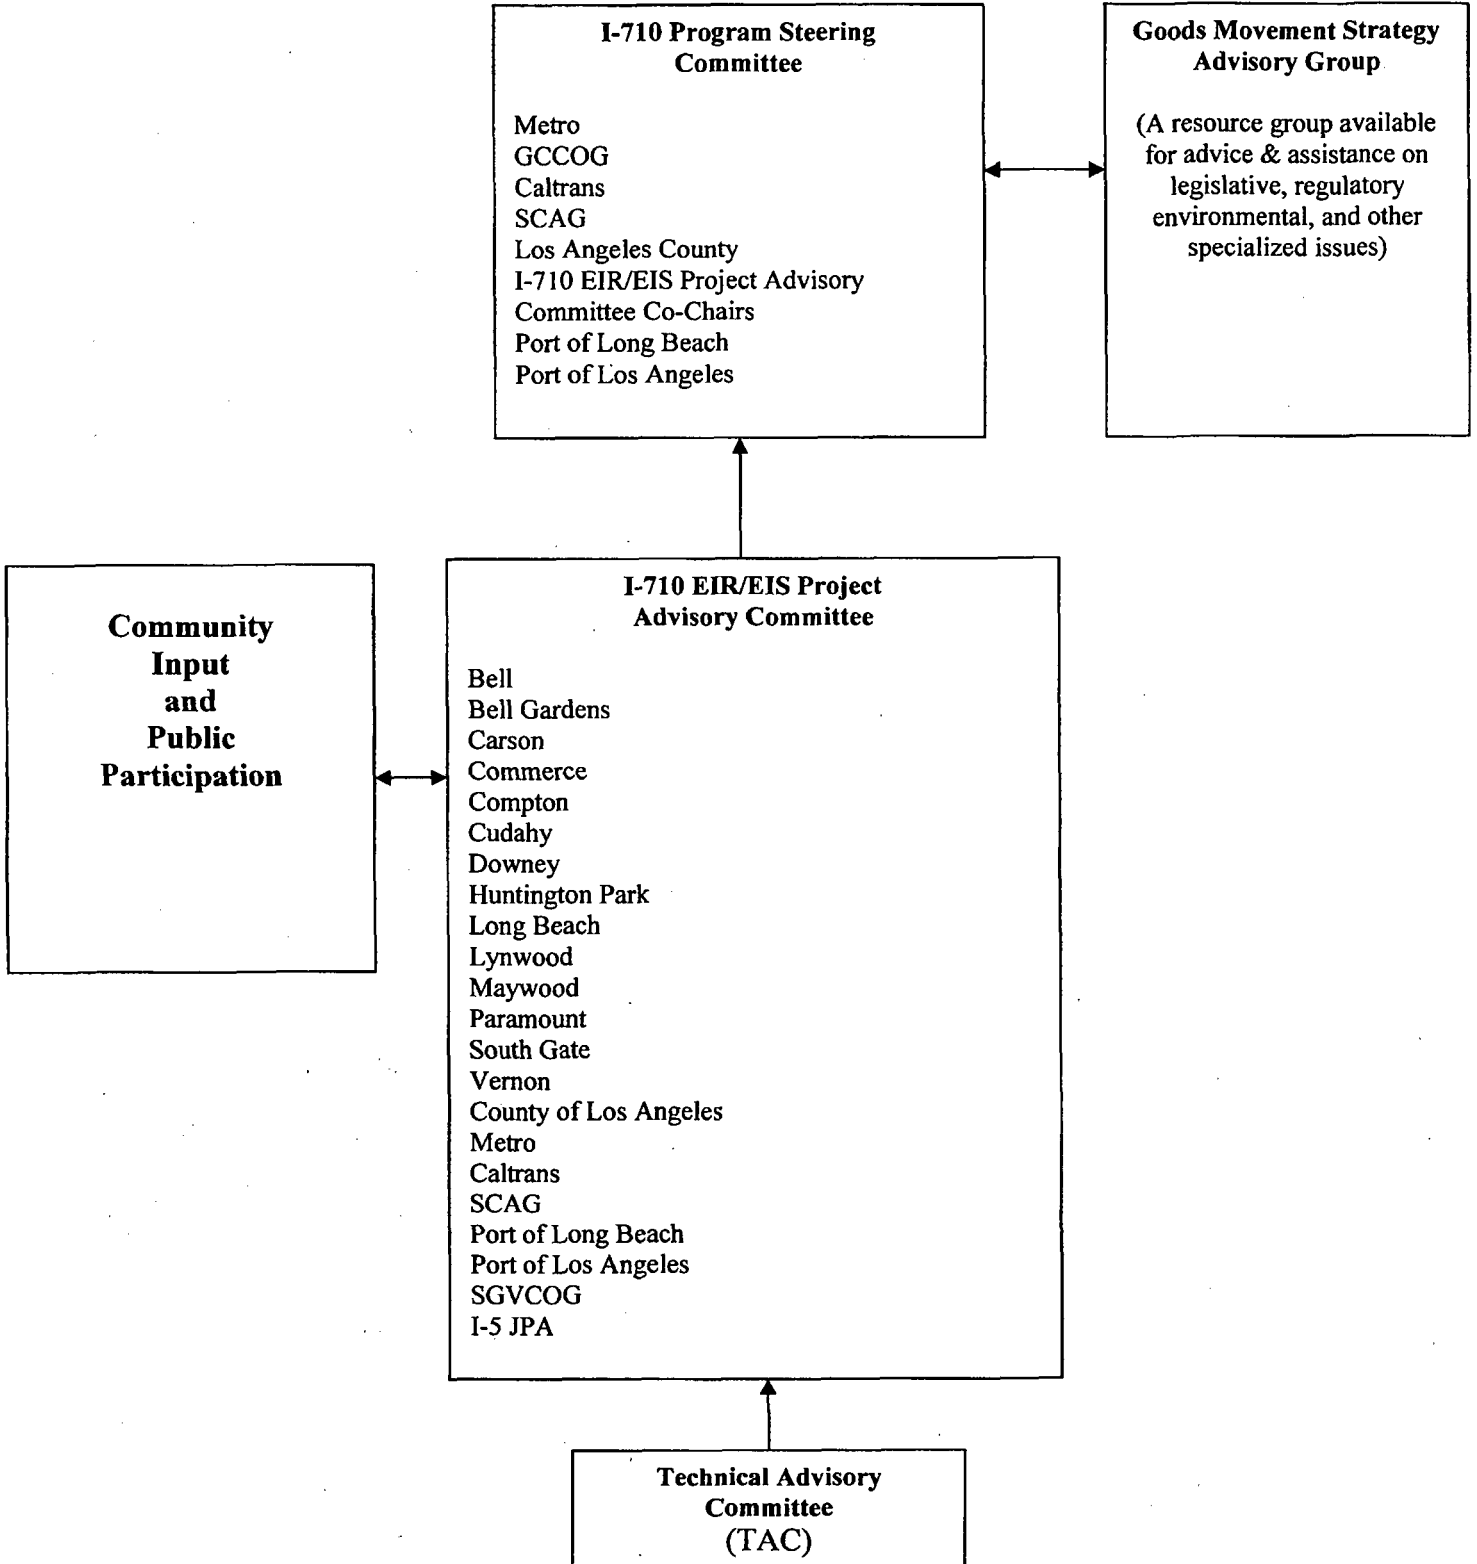 I-710 Program Steering
Committee
Metro
GCCOG
Caltrans
SCAG
Los Angeles County
I-710 EIR/EIS Project Advisory
Committee Co-Chairs
Port of Long Beach
Port of Los Angeles
Goods Movement Strategy
Advisory Group
(A resource group available
for advice & assistance on
legislative, regulatory
environmental, and other
specialized issues)
Community
Input
and
Public
Participation
I-710 EIR/EIS Project
Advisory Committee
Bell
Bell Gardens
Carson
Commerce
Compton
Cudahy
Downey
Huntington Park
Long Beach
Lynwood
Maywood
Paramount
South Gate
Vernon
County of Los Angeles
Metro
Caltrans
SCAG
Port of Long Beach
Port of Los Angeles
SGVCOG
I-5 JPA
Technical Advisory
Committee
(TAC)